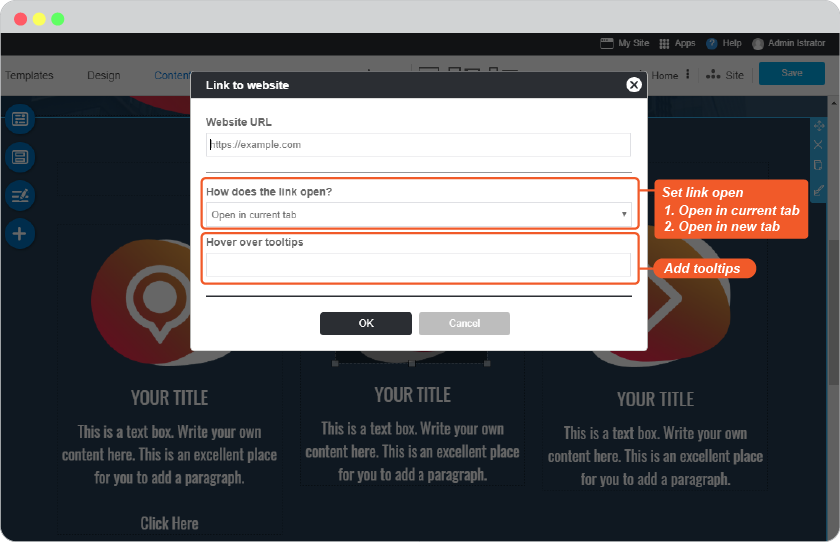 My Site Apps Help Admin Istrator
Templates Design Content Home Site Save
Link to website
Website URL
https://example.com
How does the link open?
Open in current tab
Set link open
1. Open in current tab
2. Open in new tab
Hover over tooltips
Add tooltips
OK Cancel
YOUR TITLE
This is a text box. Write your own
content here. This is an excellent place
for you to add a paragraph.
Click Here
YOUR TITLE
This is a text box. Write your own
content here. This is an excellent place
for you to add a paragraph.
YOUR TITLE
This is a text box. Write your own
content here. This is an excellent place
for you to add a paragraph.